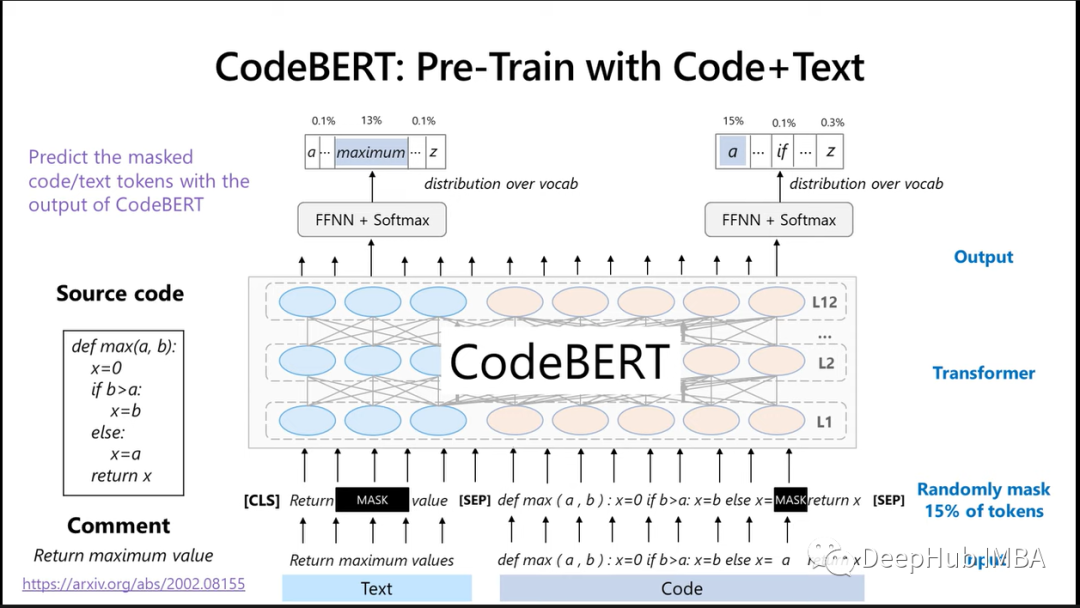 CodeBERT: Pre-Train with Code+Text
0.1% 13% 0.1%
a ... maximum ... z
distribution over vocab
15% 0.1% 0.3%
a ... if ... z
distribution over vocab
Predict the masked
code/text tokens with the
output of CodeBERT
FFNN + Softmax
FFNN + Softmax
Output
L12
...
L2
L1
CodeBERT
Transformer
Source code
def max(a, b):
x=0
if b>a:
x=b
else:
x=a
return x
[CLS] Return MASK value [SEP] def max ( a , b ) : x=0 if b>a: x=b else x= MASK return x [SEP]
Randomly mask
15% of tokens
Comment
Return maximum value
https://arxiv.org/abs/2002.08155
Return maximum values
def max ( a , b ) : x=0 if b>a: x=b else x= a
x
DeepHub IMBA
Text
Code